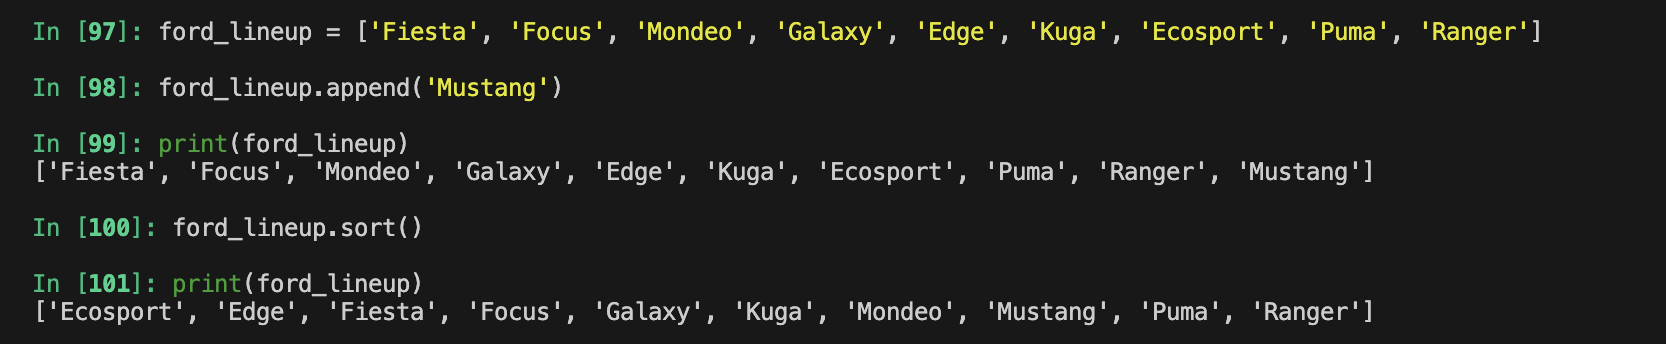 In [97]: ford_lineup = ['Fiesta', 'Focus', 'Mondeo', 'Galaxy', 'Edge', 'Kuga', 'Ecosport', 'Puma', 'Ranger']
In [98]: ford_lineup.append('Mustang')
In [99]: print(ford_lineup)
['Fiesta', 'Focus', 'Mondeo', 'Galaxy', 'Edge', 'Kuga', 'Ecosport', 'Puma', 'Ranger', 'Mustang']
In [100]: ford_lineup.sort()
In [101]: print(ford_lineup)
['Ecosport', 'Edge', 'Fiesta', 'Focus', 'Galaxy', 'Kuga', 'Mondeo', 'Mustang', 'Puma', 'Ranger']